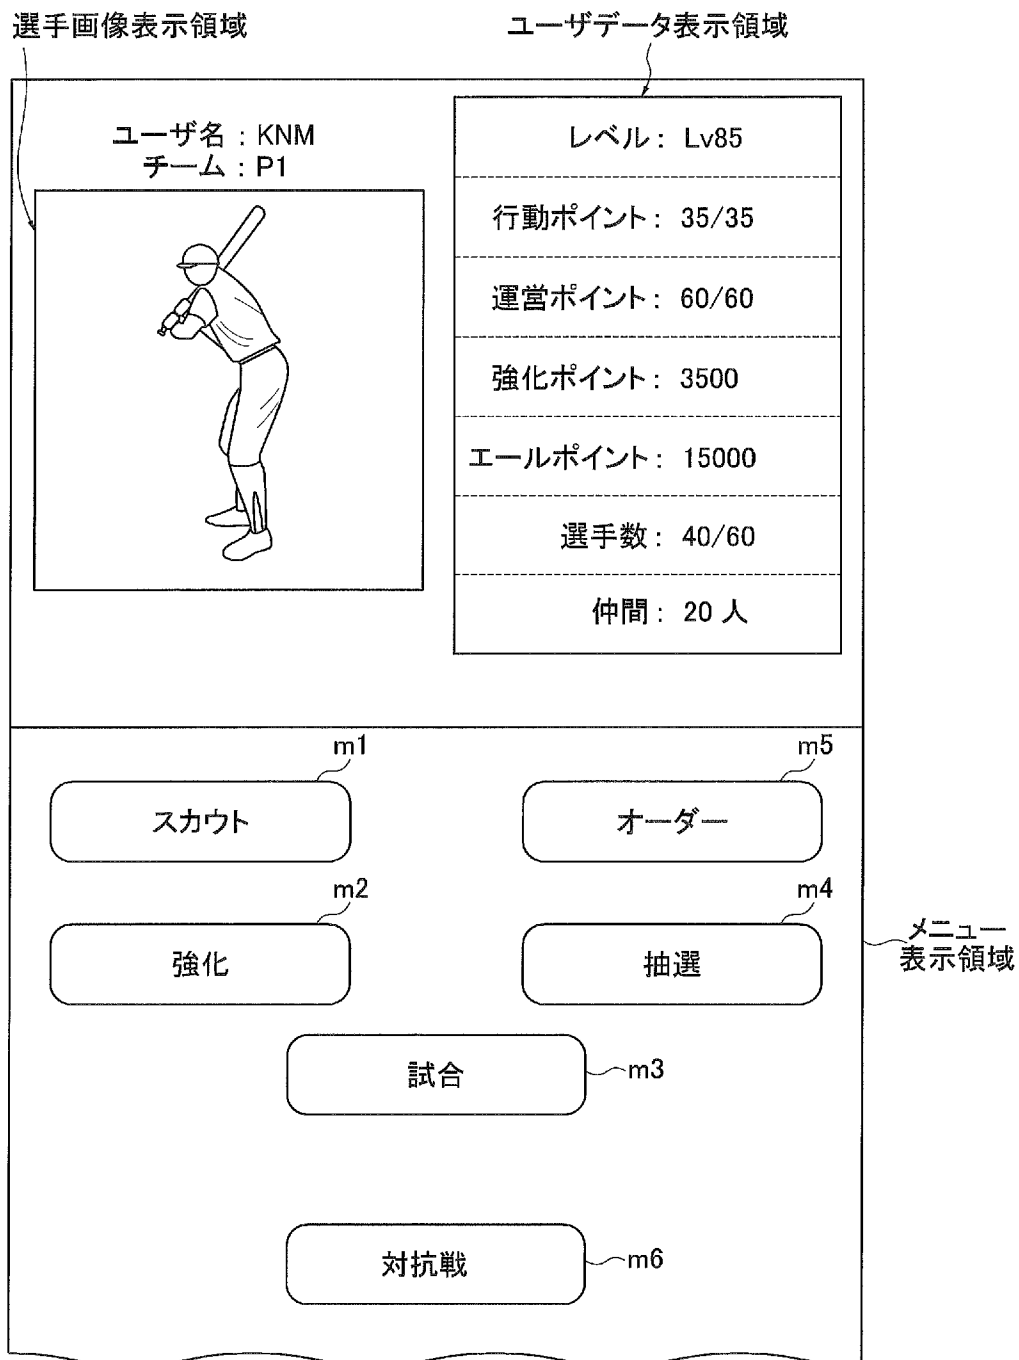 選手画像表示領域
ユーザデータ表示領域
ユーザ名 : KNM
チーム : P1
レベル : Lv85
行動ポイント : 35/35
運営ポイント : 60/60
強化ポイント : 3500
エールポイント : 15000
選手数 : 40/60
仲間 : 20 人
m1
スカウト
m5
オーダー
m2
強化
m4
抽選
メニュー
表示領域
試合
m3
対抗戦
m6